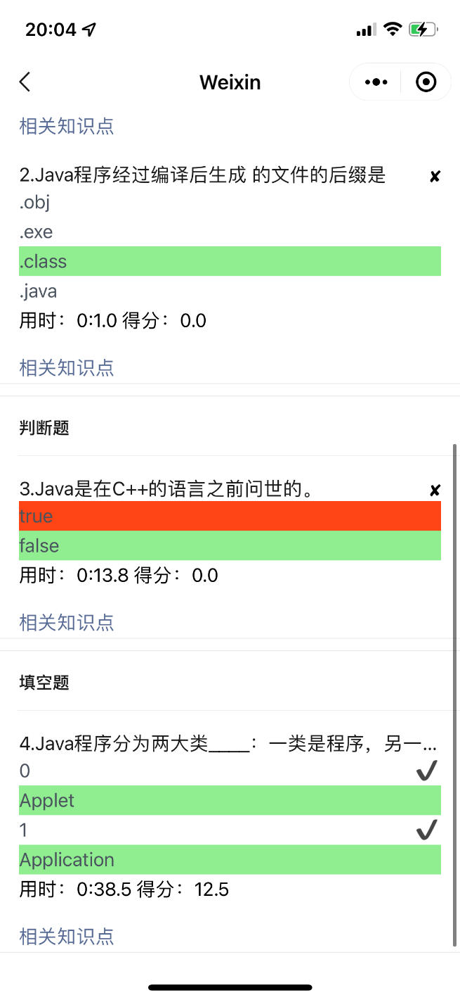 20:04
Weixin
相关知识点
2.Java程序经过编译后生成 的文件的后缀是 ✘
.obj
.exe
.class
.java
用时：0:1.0 得分：0.0
相关知识点
判断题
3.Java是在C++的语言之前问世的。 ✘
true
false
用时：0:13.8 得分：0.0
相关知识点
填空题
4.Java程序分为两大类____：一类是程序，另一...
0 ✔
Applet
1 ✔
Application
用时：0:38.5 得分：12.5
相关知识点